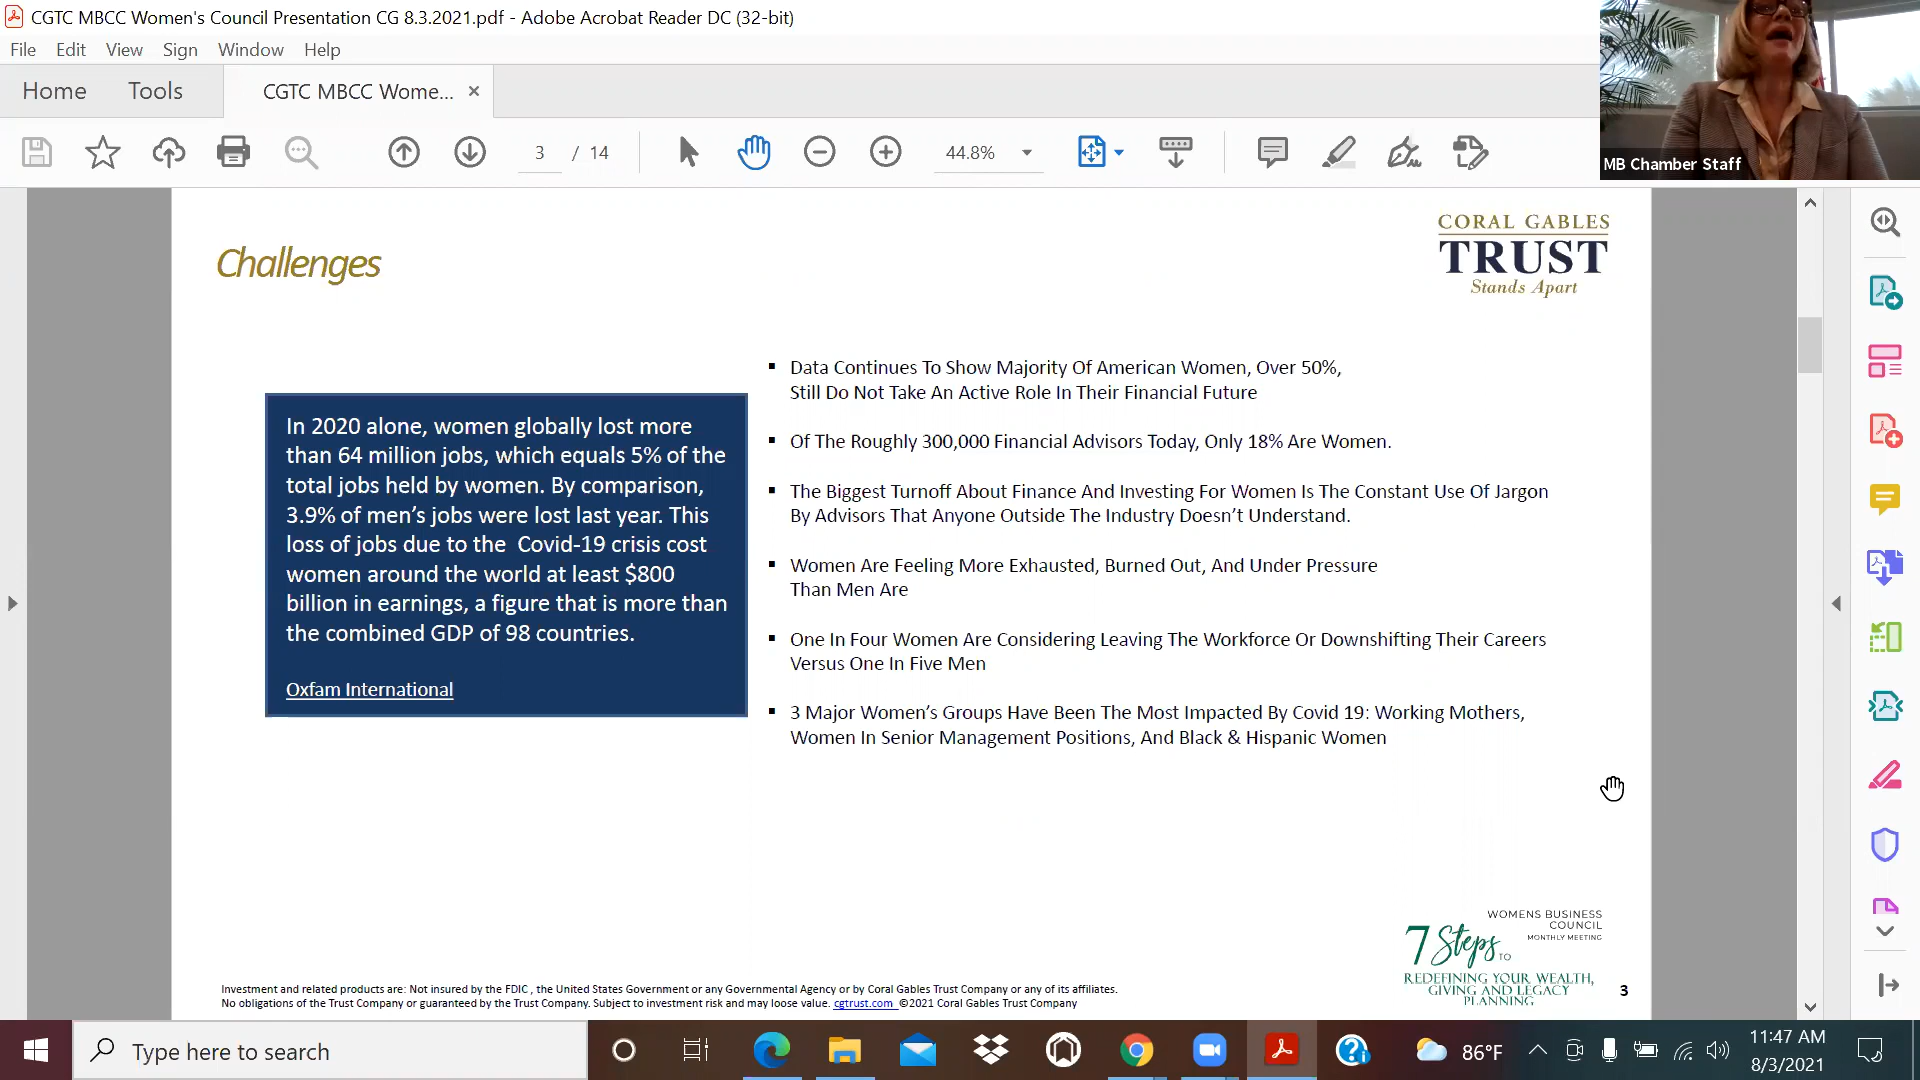 CGTC MBCC Women's Council Presentation CG 8.3.2021.pdf - Adobe Acrobat Reader DC (32-bit)
File Edit View Sign Window Help
Home Tools CGTC MBCC Wome... ×
3 / 14 44.8%
MB Chamber Staff
Challenges
CORAL GABLES
TRUST
Stands Apart
In 2020 alone, women globally lost more
than 64 million jobs, which equals 5% of the
total jobs held by women. By comparison,
3.9% of men’s jobs were lost last year. This
loss of jobs due to the Covid-19 crisis cost
women around the world at least $800
billion in earnings, a figure that is more than
the combined GDP of 98 countries.
Oxfam International
▪ Data Continues To Show Majority Of American Women, Over 50%,
Still Do Not Take An Active Role In Their Financial Future
▪ Of The Roughly 300,000 Financial Advisors Today, Only 18% Are Women.
▪ The Biggest Turnoff About Finance And Investing For Women Is The Constant Use Of Jargon
By Advisors That Anyone Outside The Industry Doesn’t Understand.
▪ Women Are Feeling More Exhausted, Burned Out, And Under Pressure
Than Men Are
▪ One In Four Women Are Considering Leaving The Workforce Or Downshifting Their Careers
Versus One In Five Men
▪ 3 Major Women’s Groups Have Been The Most Impacted By Covid 19: Working Mothers,
Women In Senior Management Positions, And Black & Hispanic Women
WOMENS BUSINESS
COUNCIL
MONTHLY MEETING
7 Steps TO
REDEFINING YOUR WEALTH,
GIVING AND LEGACY
PLANNING
3
Investment and related products are: Not insured by the FDIC , the United States Government or any Governmental Agency or by Coral Gables Trust Company or any of its affiliates.
No obligations of the Trust Company or guaranteed by the Trust Company. Subject to investment risk and may loose value. cgtrust.com ©2021 Coral Gables Trust Company
Type here to search
86°F
11:47 AM
8/3/2021